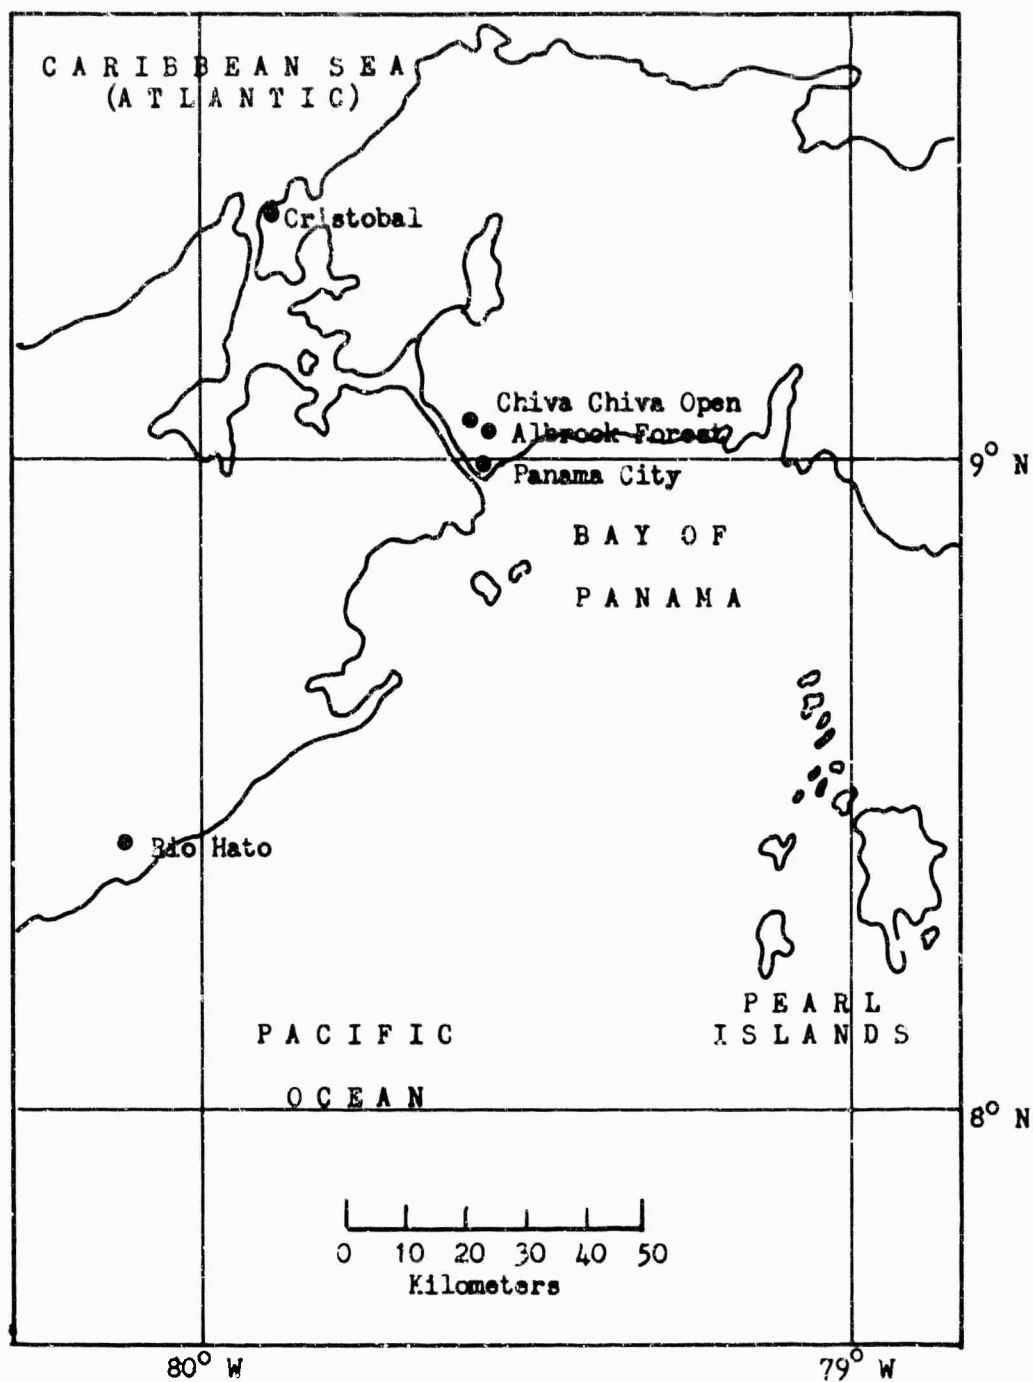 CARIBBEAN SEA
(ATLANTIC)
Cristobal
Chiva Chiva Open
Albrook Forest
9° N
Panama City
BAY OF
PANAMA
Rio Hato
PEARL
ISLANDS
PACIFIC
OCEAN
8° N
0 10 20 30 40 50
Kilometers
80° W 79° W